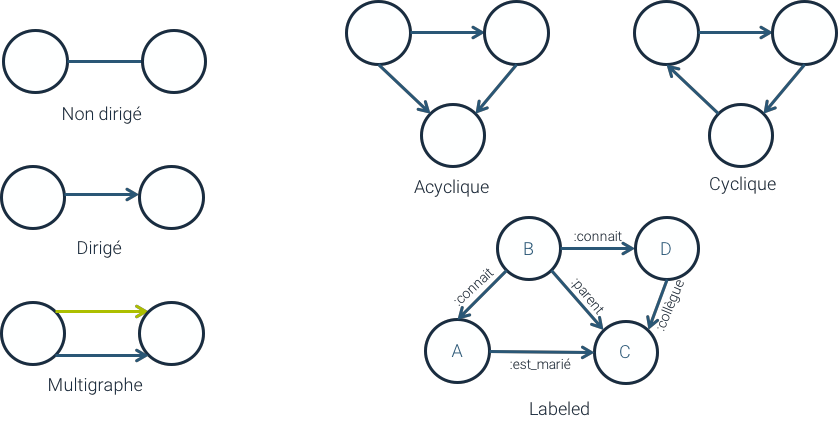 Non dirigé
Dirigé
Multigraphe
Acyclique
Cyclique
B
:connait
D
:connait
:parent
:collègue
A
:est_marié
C
Labeled